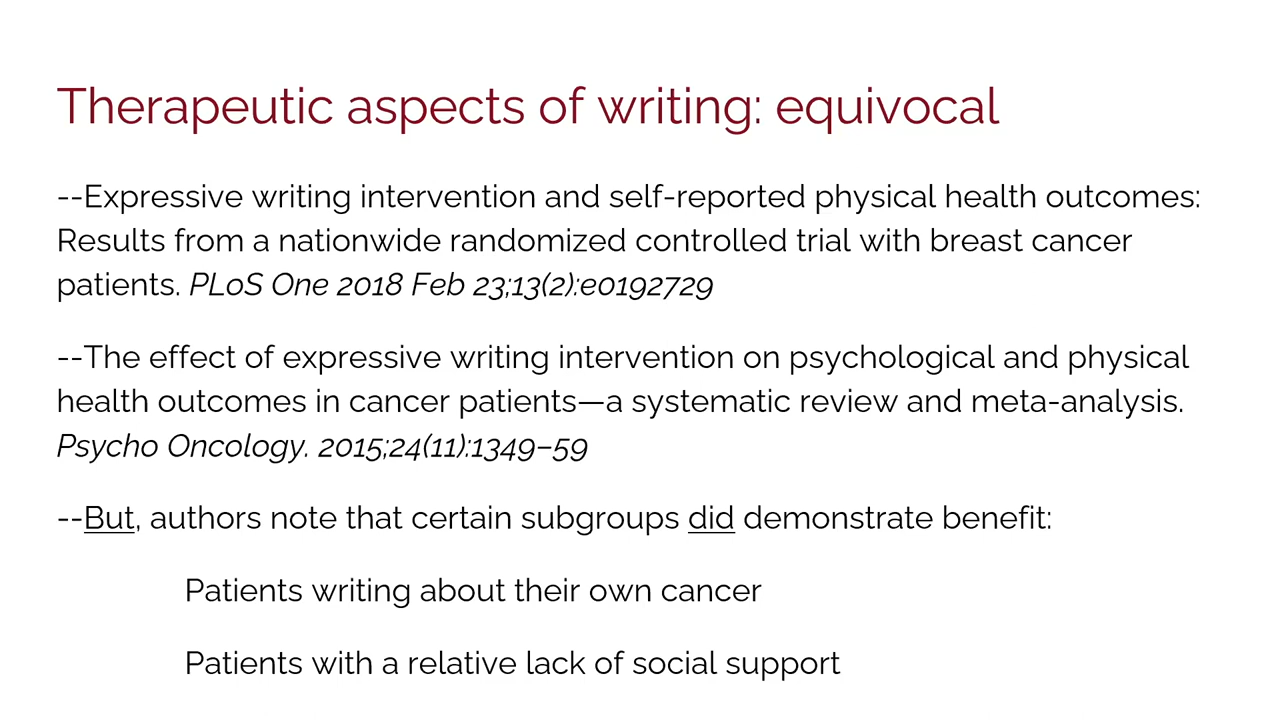 Therapeutic aspects of writing: equivocal
--Expressive writing intervention and self-reported physical health outcomes:
Results from a nationwide randomized controlled trial with breast cancer
patients. PLoS One 2018 Feb 23;13(2):e0192729
--The effect of expressive writing intervention on psychological and physical
health outcomes in cancer patients—a systematic review and meta-analysis.
Psycho Oncology. 2015;24(11):1349–59
--But, authors note that certain subgroups did demonstrate benefit:
Patients writing about their own cancer
Patients with a relative lack of social support